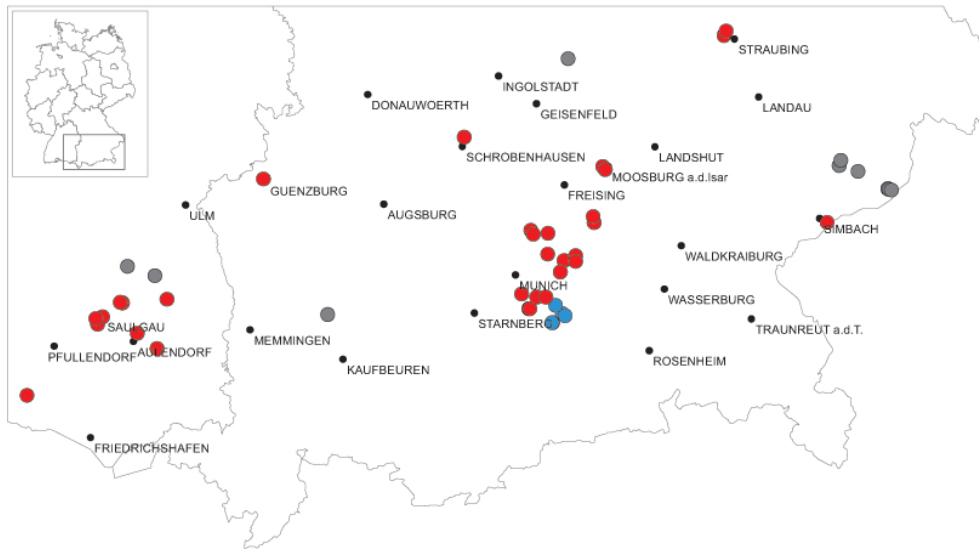 STRAUBING
INGOLSTADT
DONAUWOERTH
LANDAU
GEISENFELD
SCHROBENHAUSEN
LANDSHUT
MOOSBURG a.d.Isar
GUENZBURG
FREISING
ULM
AUGSBURG
SIMBACH
WALDKRAIBURG
MUNICH
WASSERBURG
STARNBERG
TRAUNREUT a.d.T.
SAULGAU
MEMMINGEN
PFULLENDORF
AULENDORF
KAUFBEUREN
ROSENHEIM
FRIEDRICHSHAFEN